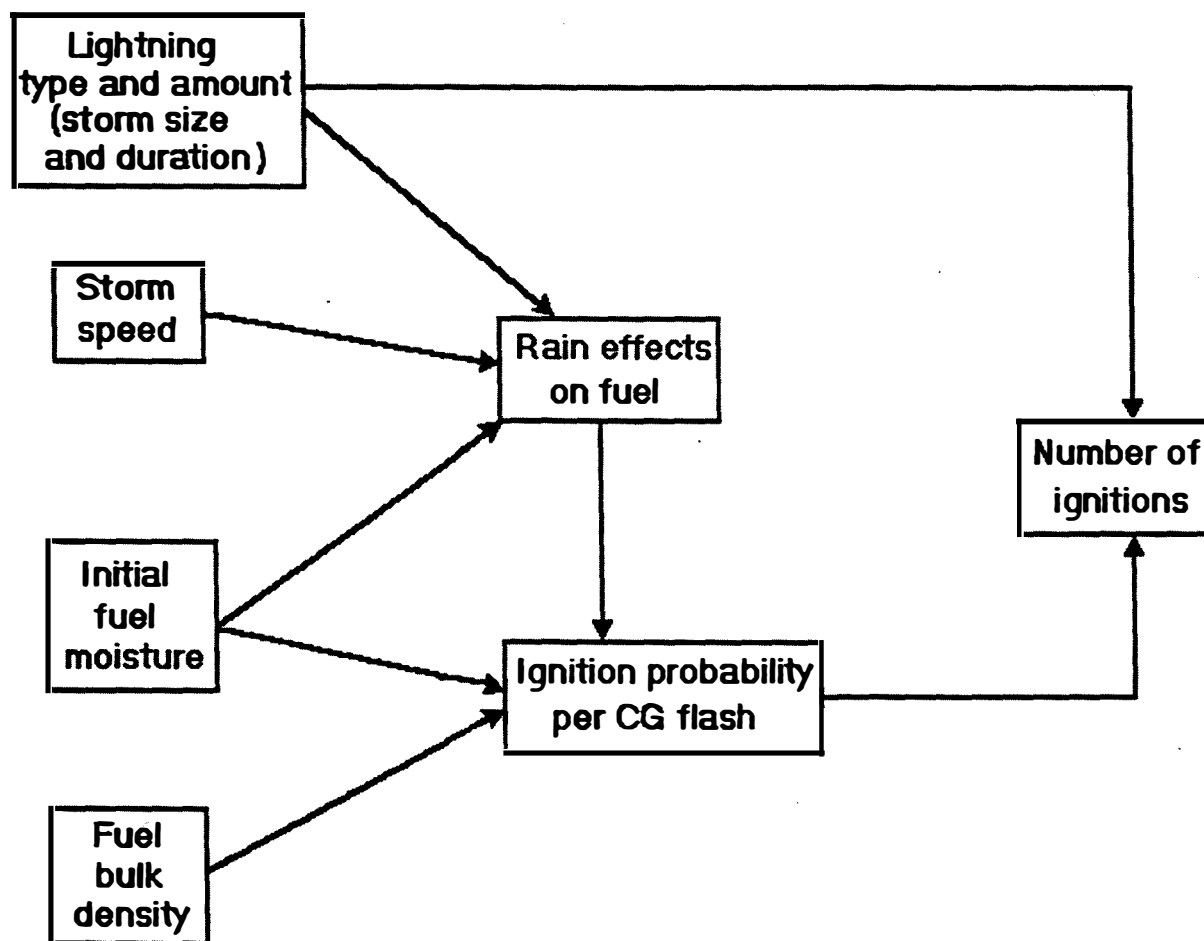 Lightning
type and amount
(storm size
and duration)
Storm
speed
Rain effects
on fuel
Number of
ignitions
Initial
fuel
moisture
Ignition probability
per CG flash
Fuel
bulk
density